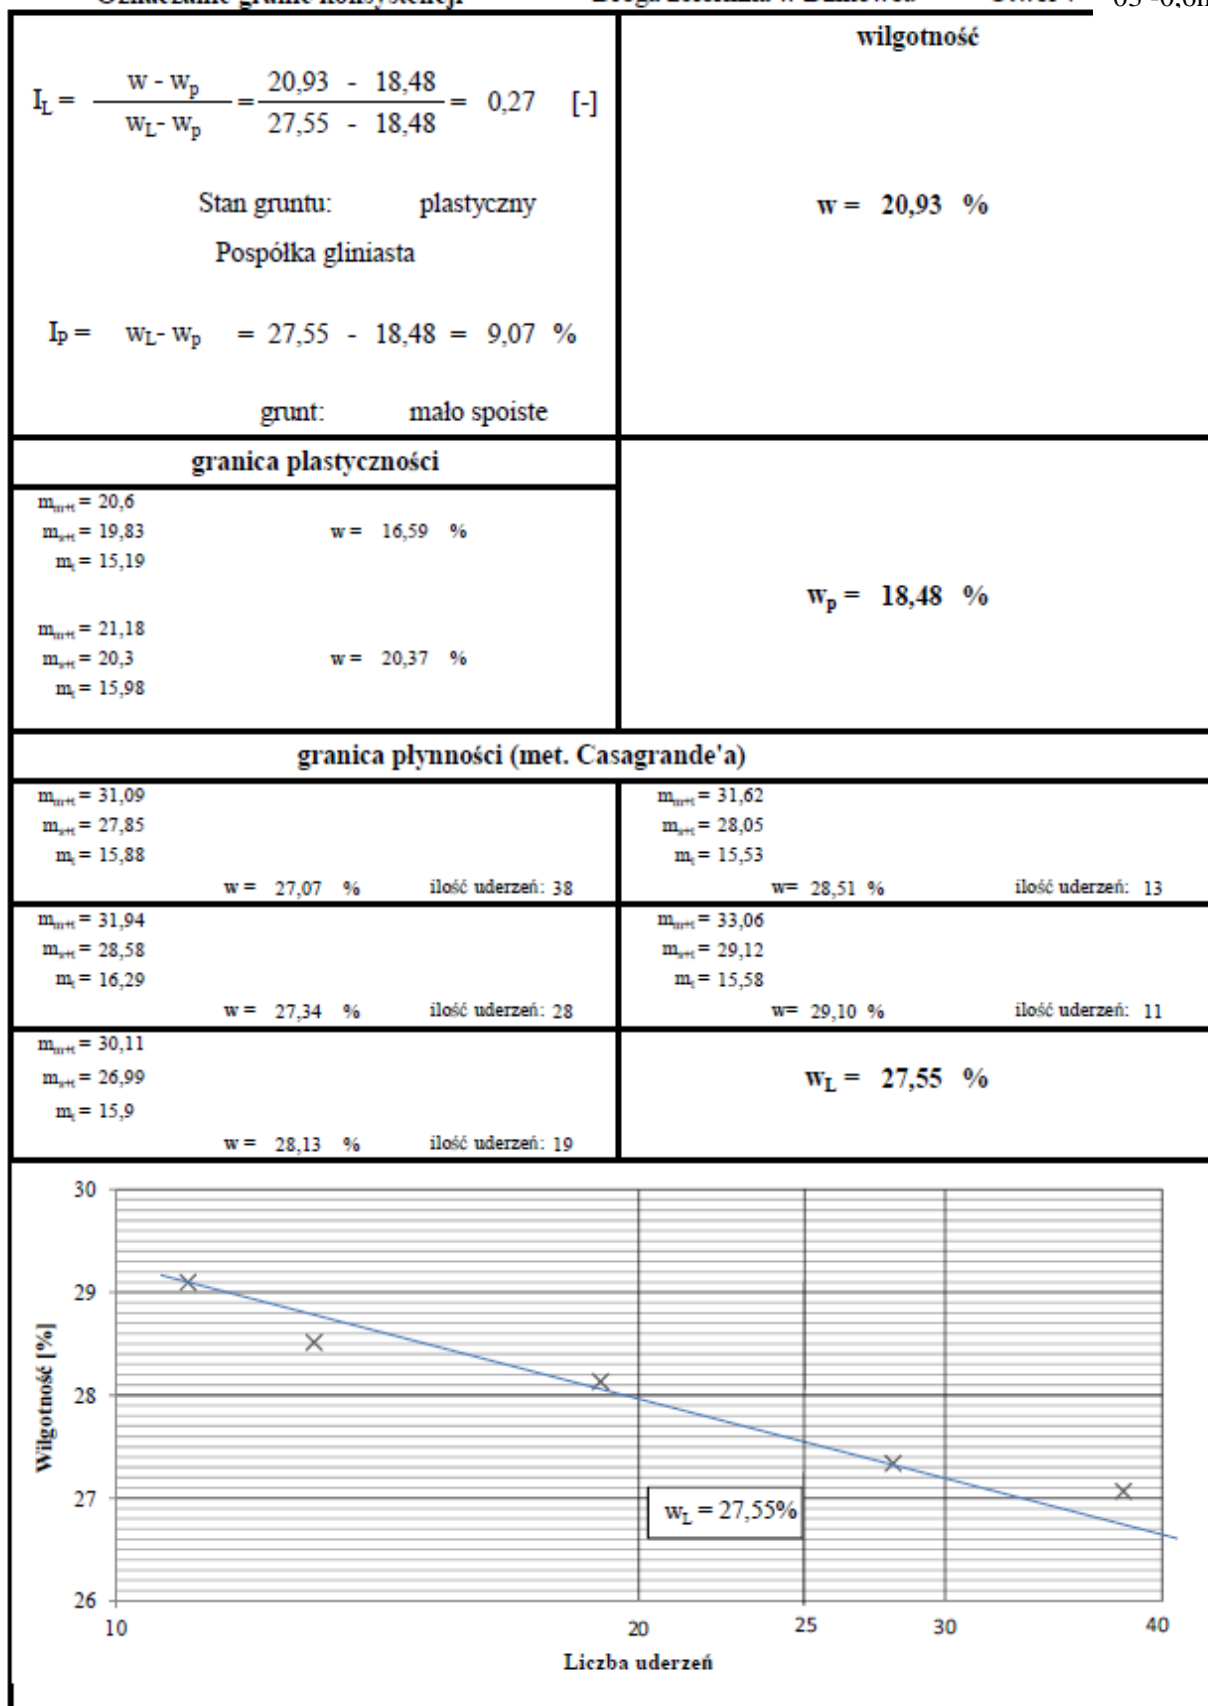 wilgotność
I_L = w - w_p / w_L - w_p = 20,93 - 18,48 / 27,55 - 18,48 = 0,27 [-]
Stan gruntu: plastyczny
w = 20,93 %
Pospółka gliniasta
I_P = w_L - w_p = 27,55 - 18,48 = 9,07 %
grunt: mało spoiste
granica plastyczności
m_m+t = 20,6
m_s+t = 19,83 w = 16,59 %
m_t = 15,19
w_p = 18,48 %
m_m+t = 21,18
m_s+t = 20,3 w = 20,37 %
m_t = 15,98
granica płynności (met. Casagrande'a)
m_m+t = 31,09
m_s+t = 27,85
m_t = 15,88
w = 27,07 % ilość uderzeń: 38
m_m+t = 31,62
m_s+t = 28,05
m_t = 15,53
w= 28,51 % ilość uderzeń: 13
m_m+t = 31,94
m_s+t = 28,58
m_t = 16,29
w = 27,34 % ilość uderzeń: 28
m_m+t = 33,06
m_s+t = 29,12
m_t = 15,58
w= 29,10 % ilość uderzeń: 11
m_m+t = 30,11
m_s+t = 26,99
m_t = 15,9
w = 28,13 % ilość uderzeń: 19
w_L = 27,55 %
30
29
28
27
26
Wilgotność [%]
w_L = 27,55%
10 20 25 30 40
Liczba uderzeń